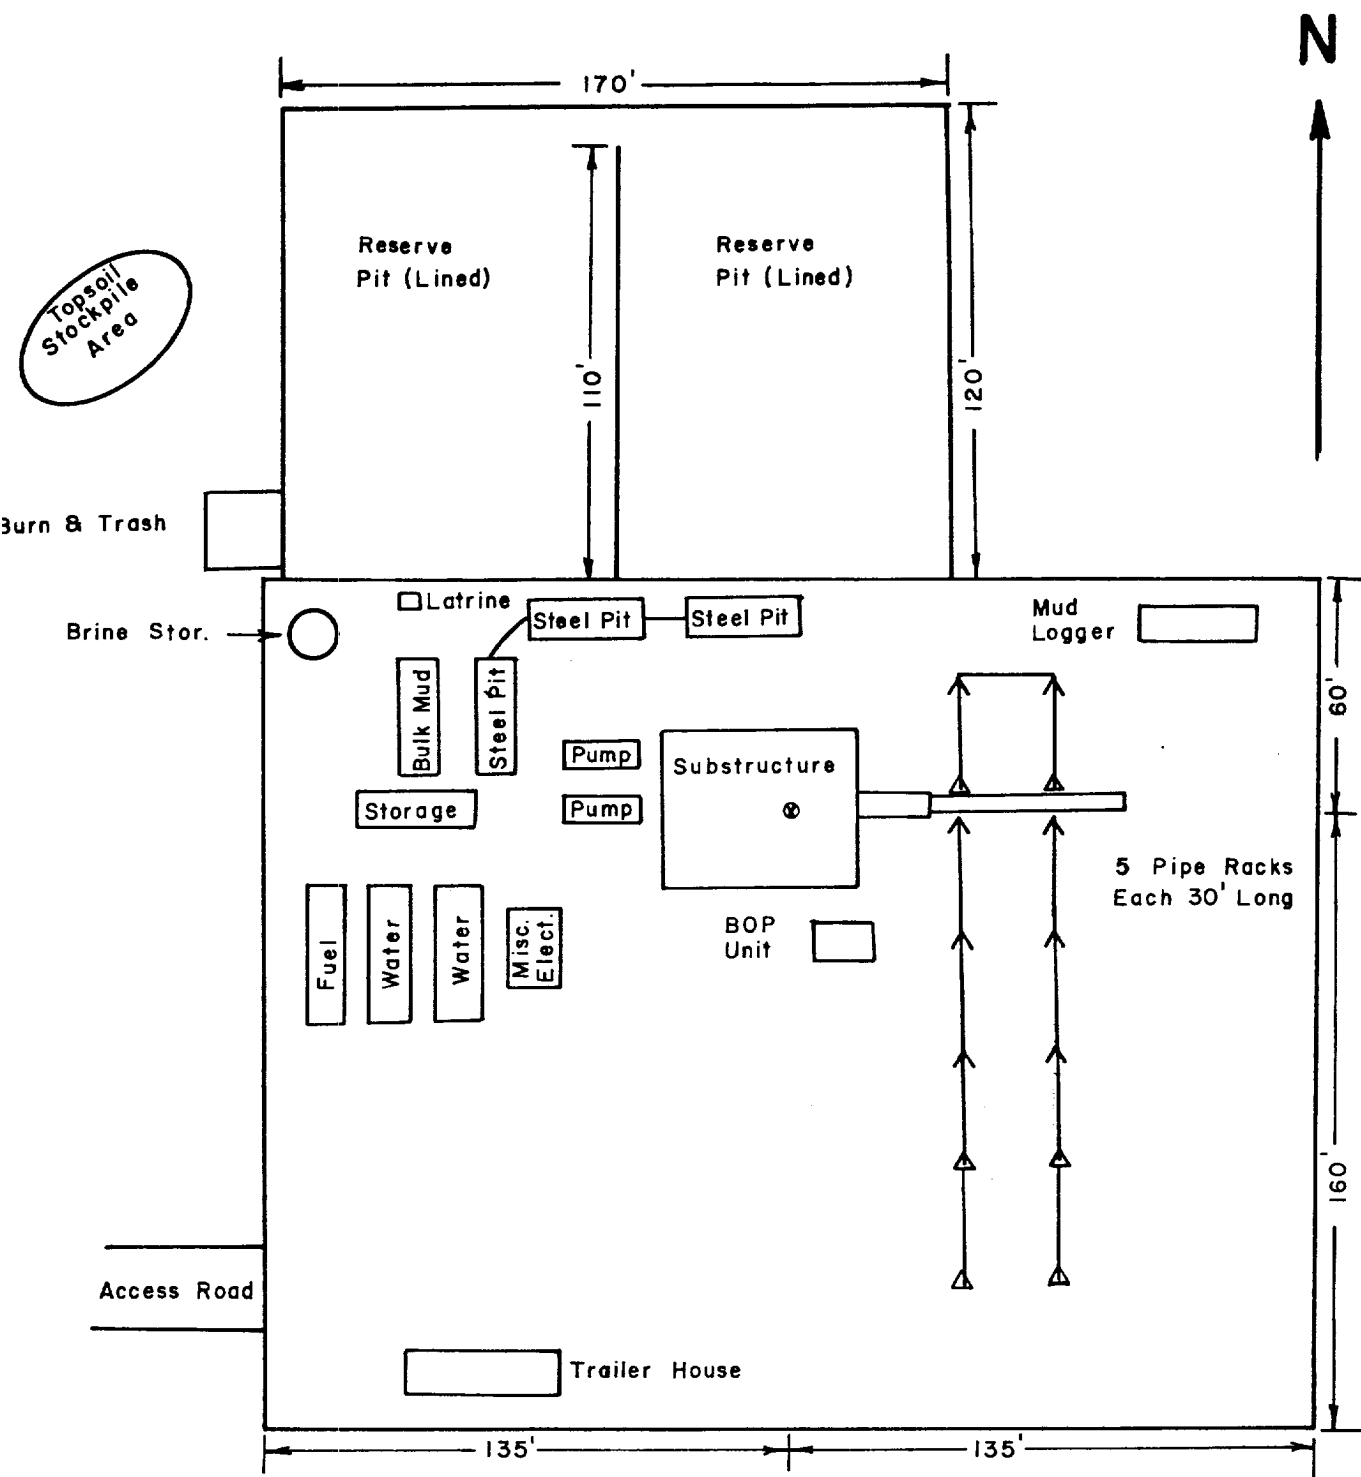 N
170'
Reserve
Pit (Lined)
Reserve
Pit (Lined)
110'
120'
Topsoil
Stockpile
Area
Burn & Trash
Latrine
Steel Pit
Steel Pit
Mud
Logger
Brine Stor.
Bulk Mud
Steel Pit
60'
Pump
Substructure
Storage
Pump
5 Pipe Racks
Each 30' Long
BOP
Unit
Fuel
Water
Water
Misc.
Elect.
160'
Access Road
Trailer House
135'
135'